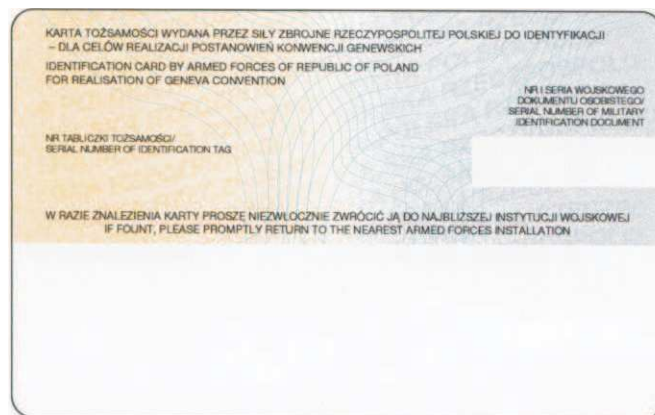 KARTA TOŻSAMOŚCI WYDANA PRZEZ SIŁY ZBROJNE RZECZYPOSPOLITEJ POLSKIEJ DO IDENTYFIKACJI
– DLA CELÓW REALIZACJI POSTANOWIEŃ KONWENCJI GENEWSKICH
IDENTIFICATION CARD BY ARMED FORCES OF REPUBLIC OF POLAND
FOR REALISATION OF GENEVA CONVENTION
NR I SERIA WOJSKOWEGO
DOKUMENTU OSOBISTEGO/
SERIAL NUMBER OF MILITARY
IDENTIFICATION DOCUMENT
NR TABLICZKI TOŻSAMOŚCI/
SERIAL NUMBER OF IDENTIFICATION TAG
W RAZIE ZNALEZIENIA KARTY PROSZĘ NIEZWŁOCZNIE ZWRÓCIĆ JĄ DO NAJBLIŻSZEJ INSTYTUCJI WOJSKOWEJ
IF FOUNT, PLEASE PROMPTLY RETURN TO THE NEAREST ARMED FORCES INSTALLATION